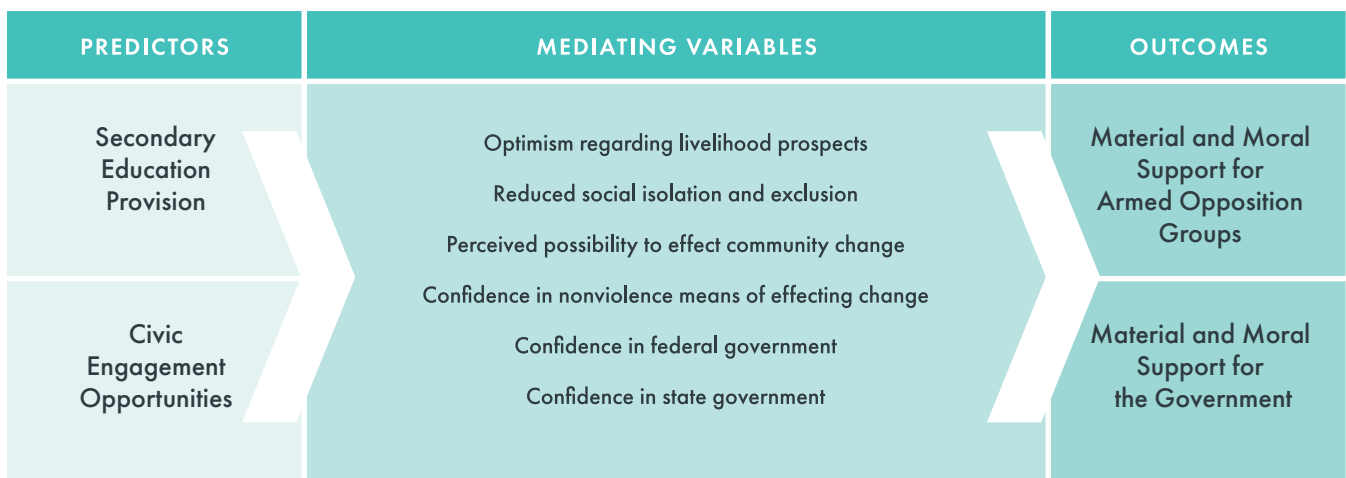 PREDICTORS
MEDIATING VARIABLES
OUTCOMES
Secondary
Education
Provision
Civic
Engagement
Opportunities
Optimism regarding livelihood prospects
Reduced social isolation and exclusion
Perceived possibility to effect community change
Confidence in nonviolence means of effecting change
Confidence in federal government
Confidence in state government
Material and Moral
Support for
Armed Opposition
Groups
Material and Moral
Support for
the Government